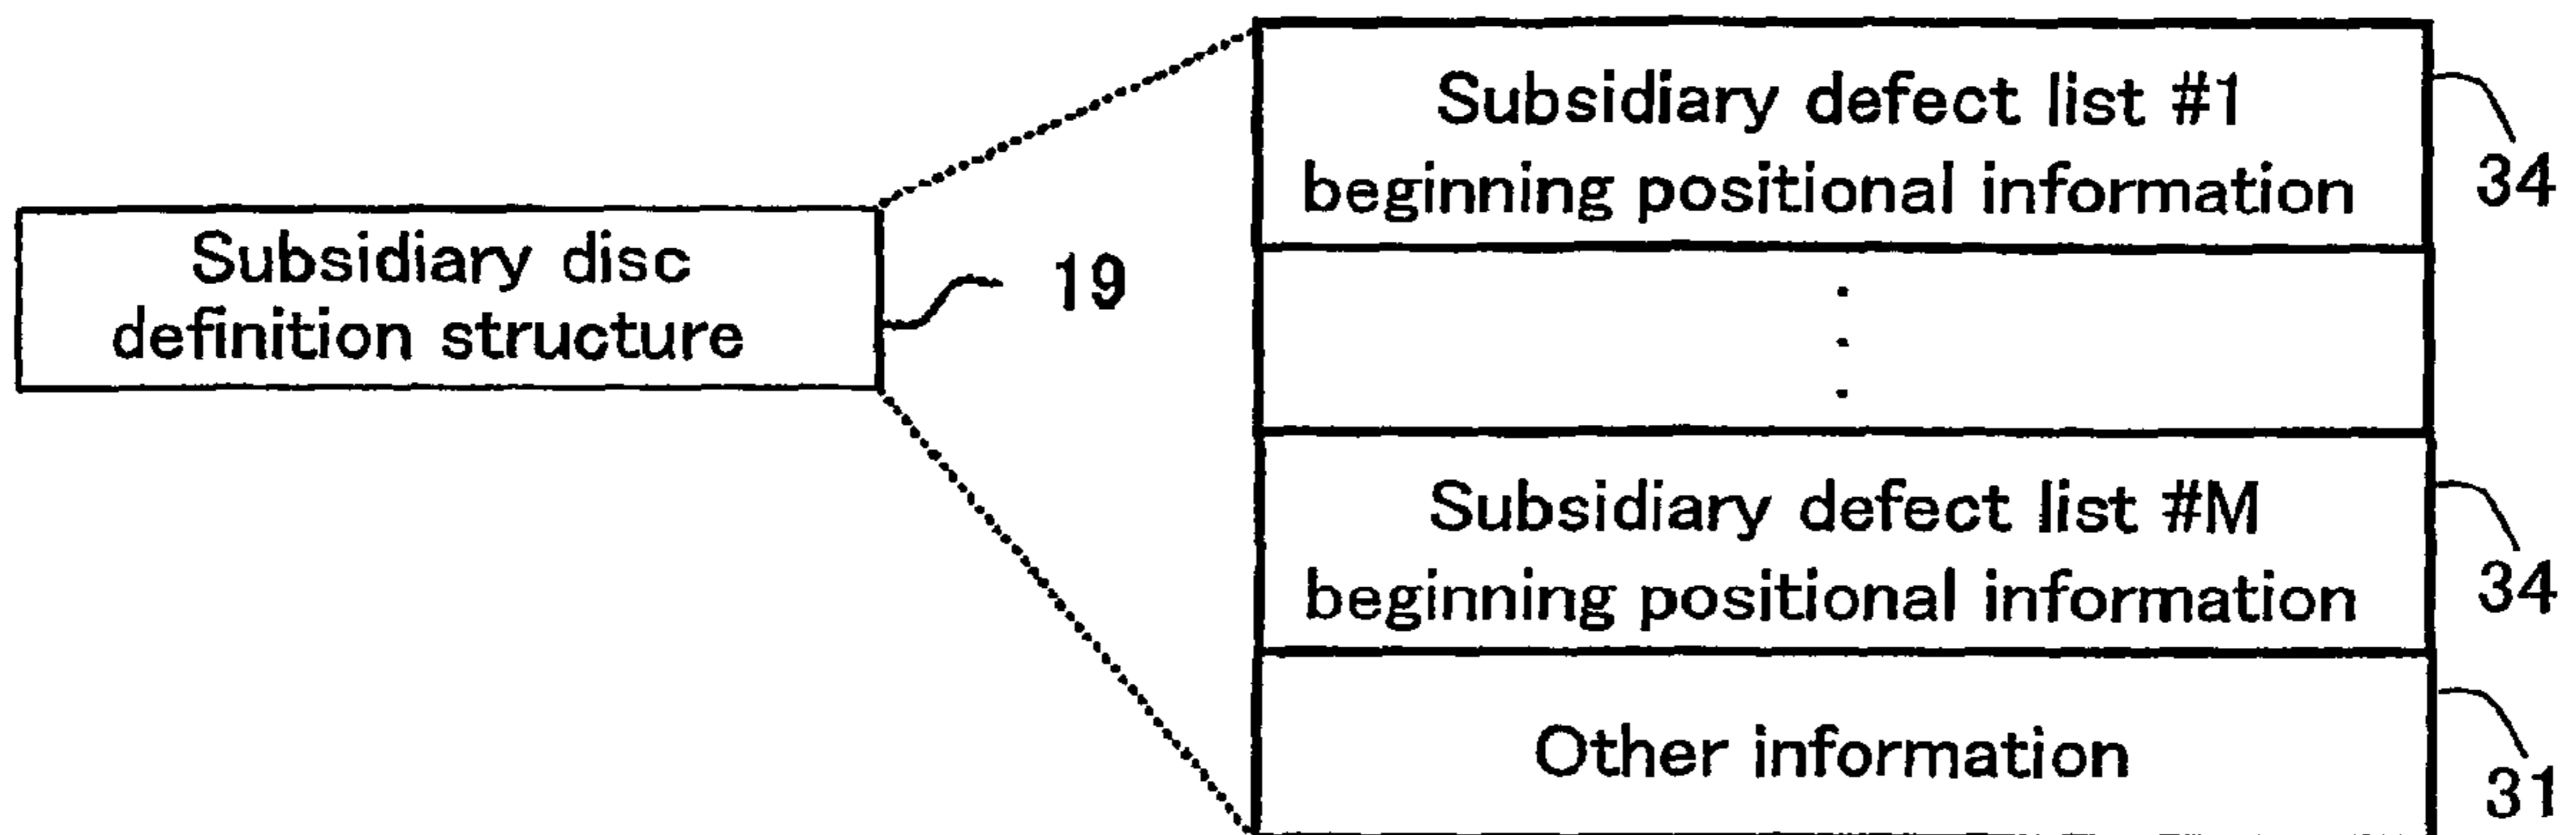 Subsidiary disc
definition structure
19
Subsidiary defect list #1
beginning positional information
34
Subsidiary defect list #M
beginning positional information
34
Other information
31